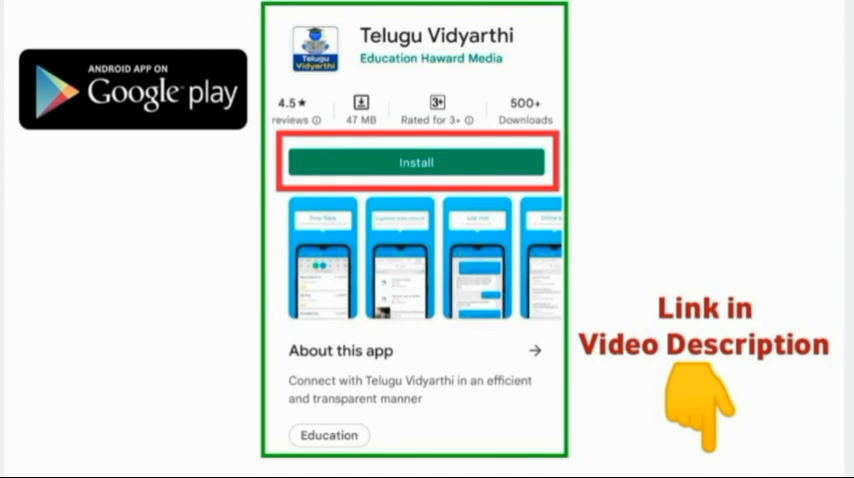 ANDROID APP ON
Google play
Telugu
Vidyarthi
Telugu Vidyarthi
Education Haward Media
4.5★
reviews
47 MB
3+
Rated for 3+
500+
Downloads
Install
Live
About this app →
Connect with Telugu Vidyarthi in an efficient
and transparent manner
Education
Link in
Video Description